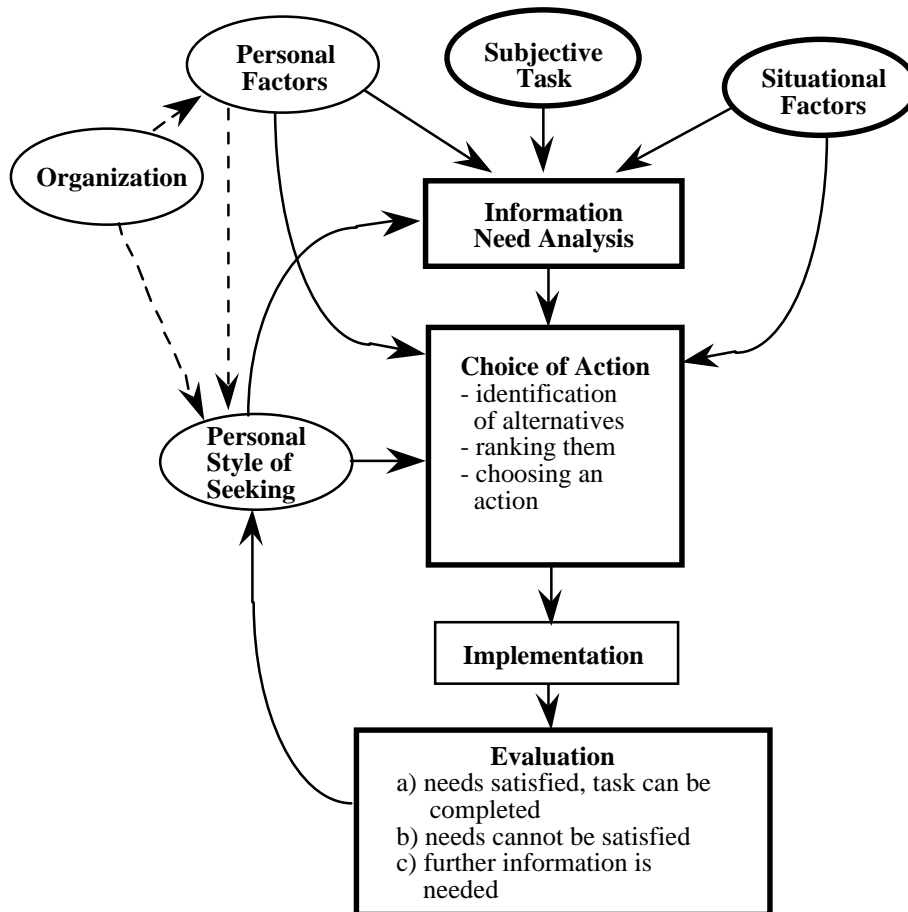 Personal
Factors
Subjective
Task
Situational
Factors
Organization
Information
Need Analysis
Choice of Action
- identification
of alternatives
- ranking them
- choosing an
action
Personal
Style of
Seeking
Implementation
Evaluation
a) needs satisfied, task can be
completed
b) needs cannot be satisfied
c) further information is
needed